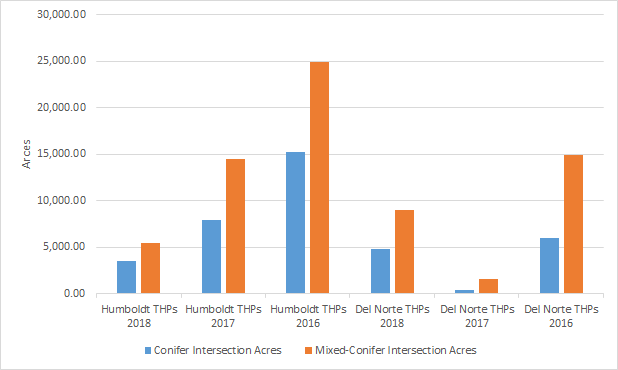 30,000.00
25,000.00
20,000.00
15,000.00
10,000.00
5,000.00
0.00
Arces
Humboldt THPs 2018
Humboldt THPs 2017
Humboldt THPs 2016
Del Norte THPs 2018
Del Norte THPs 2017
Del Norte THPs 2016
Conifer Intersection Acres
Mixed-Conifer Intersection Acres